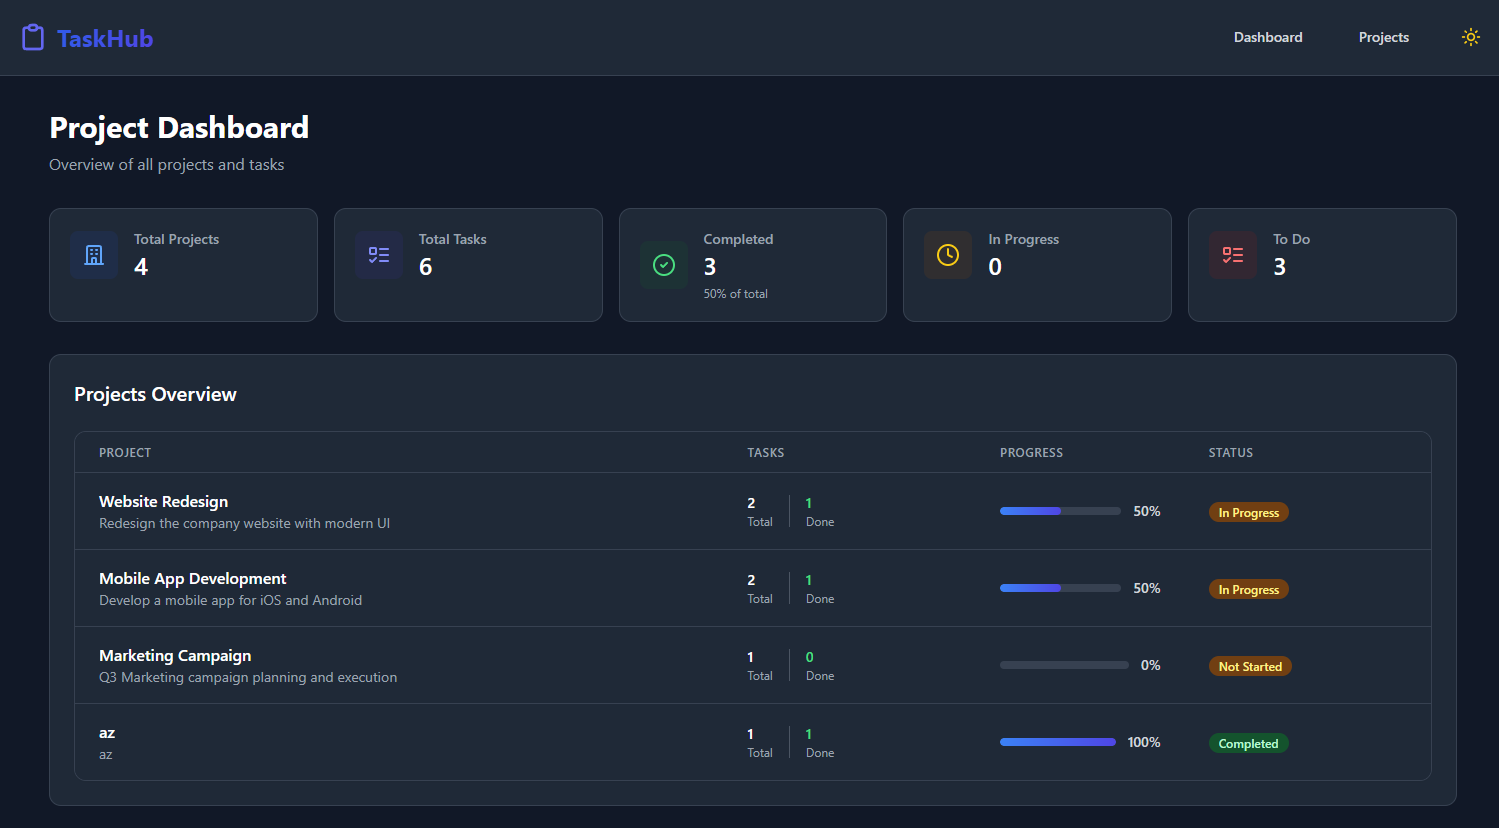 TaskHub
Dashboard
Projects
Project Dashboard
Overview of all projects and tasks
Total Projects
4
Total Tasks
6
Completed
3
50% of total
In Progress
0
To Do
3
Projects Overview
PROJECT TASKS PROGRESS STATUS
Website Redesign
Redesign the company website with modern UI
2
Total
1
Done
50%
In Progress
Mobile App Development
Develop a mobile app for iOS and Android
2
Total
1
Done
50%
In Progress
Marketing Campaign
Q3 Marketing campaign planning and execution
1
Total
0
Done
0%
Not Started
az
az
1
Total
1
Done
100%
Completed